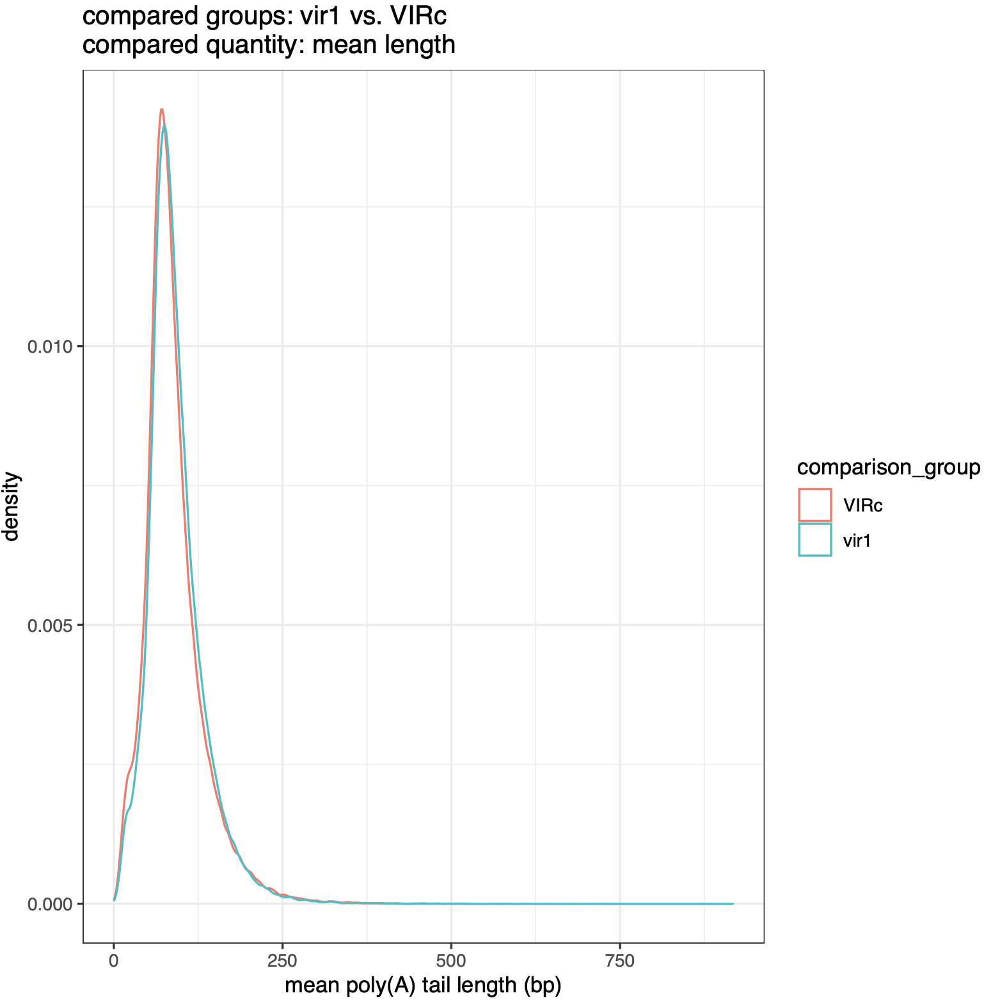 compared groups: vir1 vs. VIRc
compared quantity: mean length
density
0.010
0.005
0.000
0
250
500
750
mean poly(A) tail length (bp)
comparison_group
VIRc
vir1